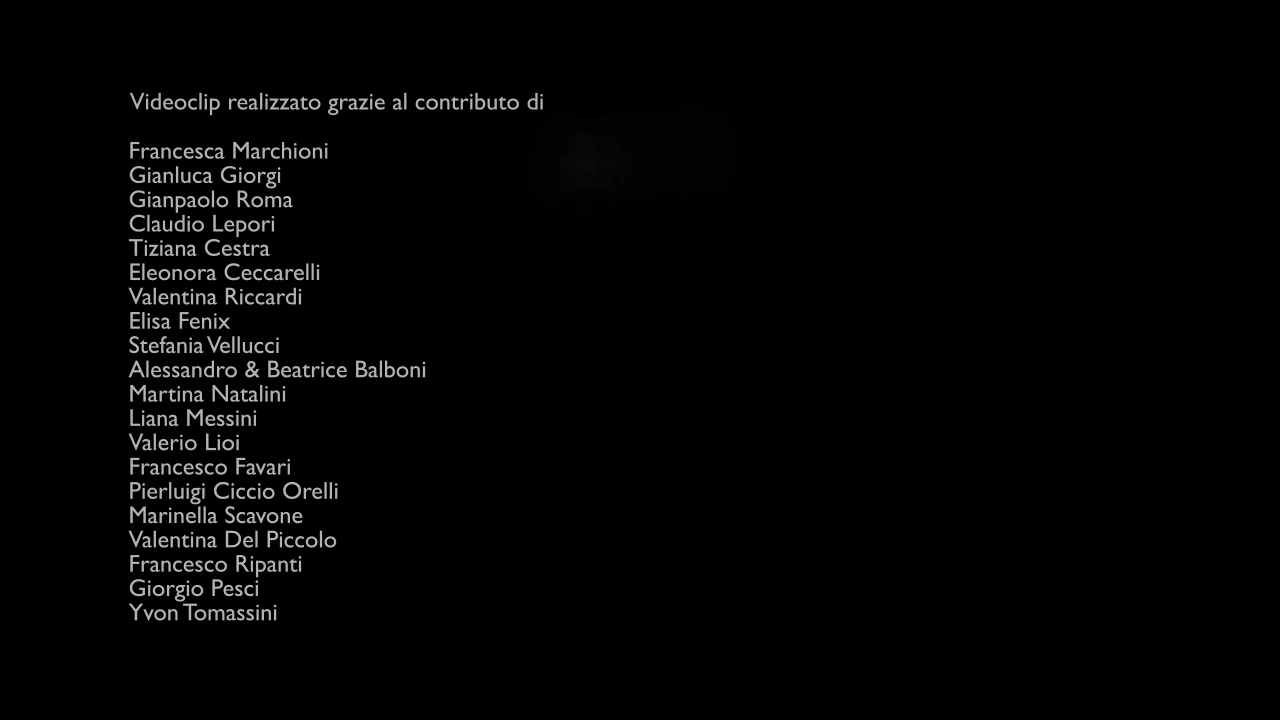 Videoclip realizzato grazie al contributo di
Francesca Marchioni
Gianluca Giorgi
Gianpaolo Roma
Claudio Lepori
Tiziana Cestra
Eleonora Ceccarelli
Valentina Riccardi
Elisa Fenix
Stefania Vellucci
Alessandro & Beatrice Balboni
Martina Natalini
Liana Messini
Valerio Lioi
Francesco Favari
Pierluigi Ciccio Orelli
Marinella Scavone
Valentina Del Piccolo
Francesco Ripanti
Giorgio Pesci
Yvon Tomassini